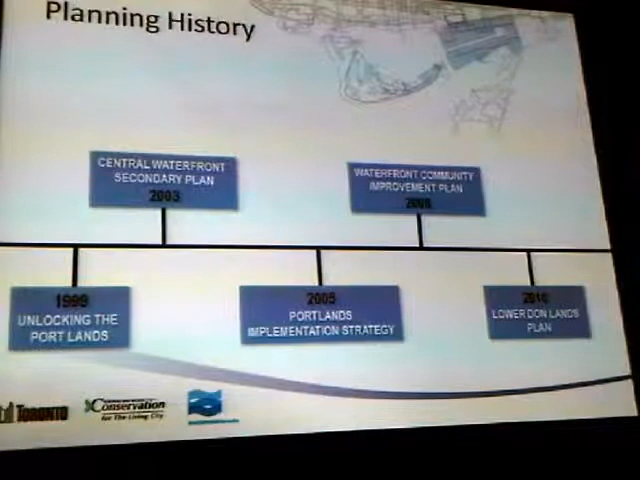 Planning History
CENTRAL WATERFRONT
SECONDARY PLAN
2003
WATERFRONT COMMUNITY
IMPROVEMENT PLAN
1999
UNLOCKING THE
PORT LANDS
2005
PORTLANDS
IMPLEMENTATION STRATEGY
2010
LOWER DON LANDS
PLAN
TORONTO
Conservation
for The Living City